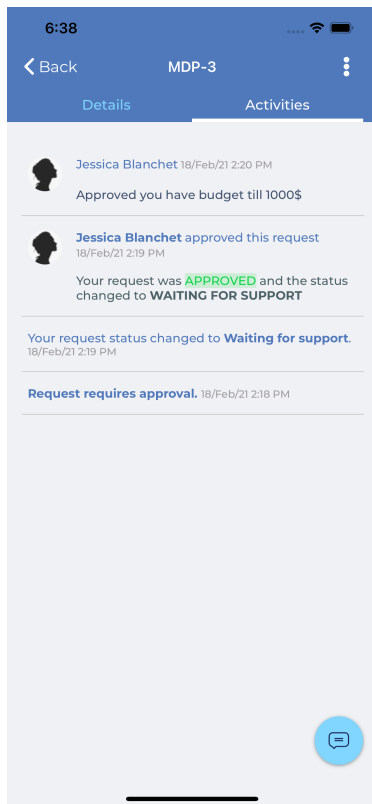 6:38
Back
MDP-3
Details
Activities
Jessica Blanchet 18/Feb/21 2:20 PM
Approved you have budget till 1000$
Jessica Blanchet approved this request
18/Feb/21 2:19 PM
Your request was APPROVED and the status
changed to WAITING FOR SUPPORT
Your request status changed to Waiting for support.
18/Feb/21 2:19 PM
Request requires approval. 18/Feb/21 2:18 PM